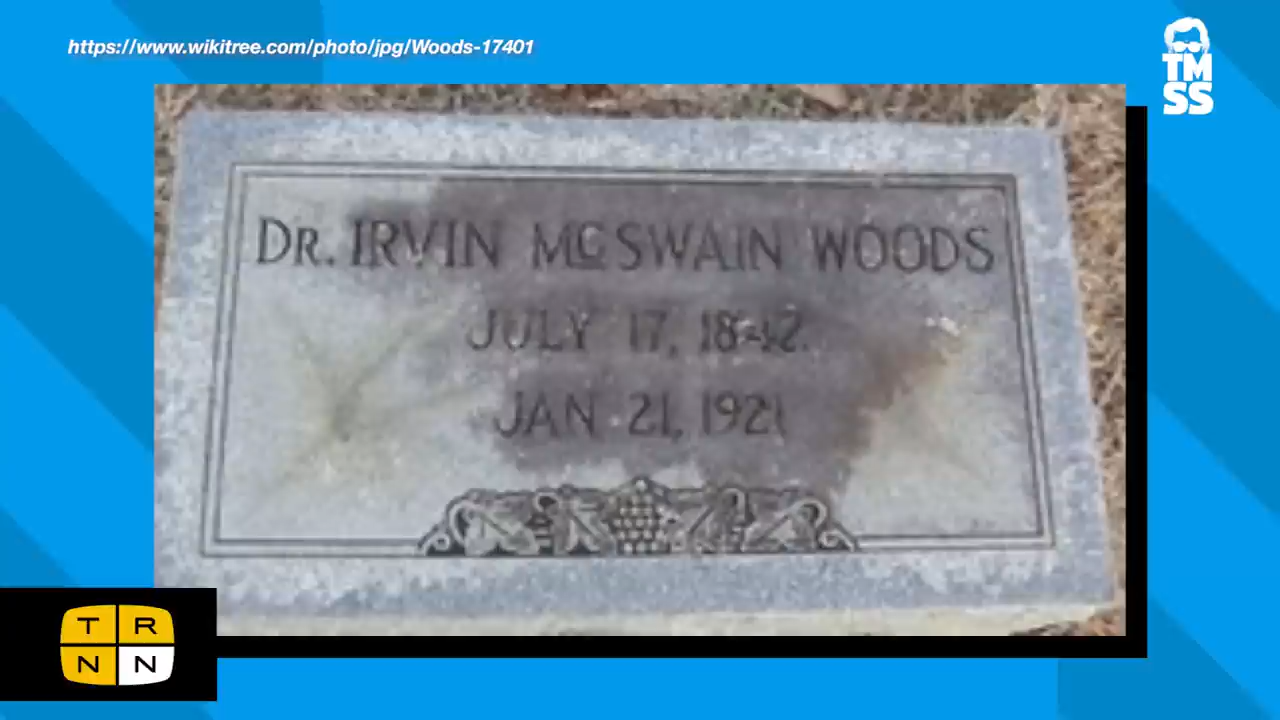 https://www.wikitree.com/photo/jpg/Woods-17401
TM
SS
DR. IRVIN MCSWAIN WOODS
JULY 17, 1842.
JAN 21, 1921
T R
N N